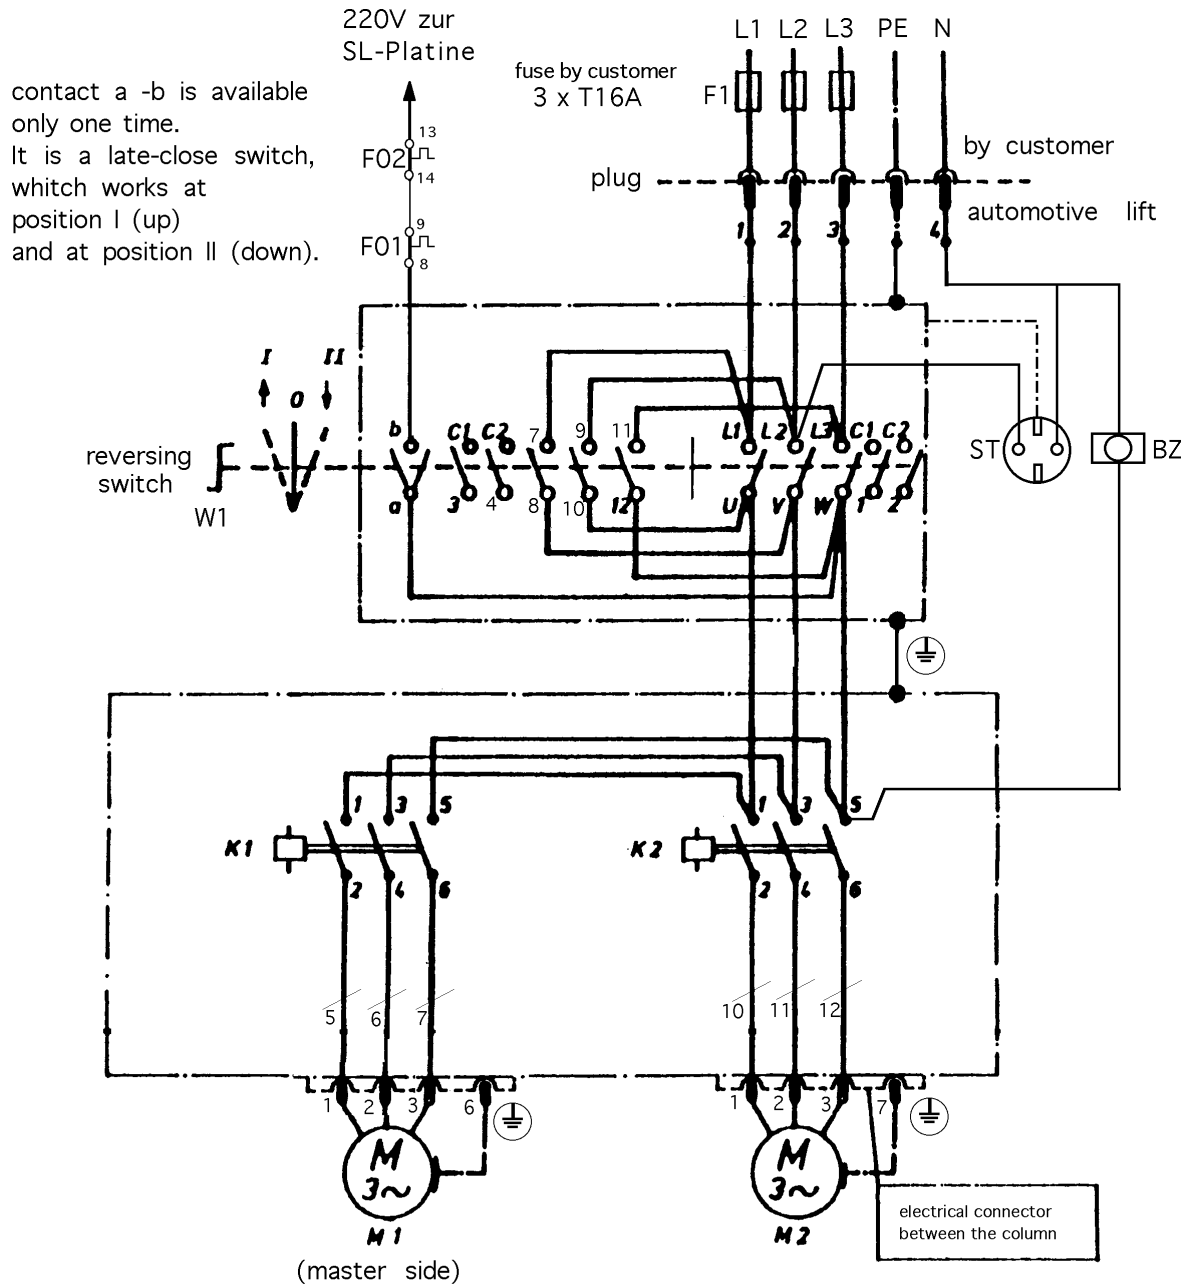 220V zur
SL-Platine
L1 L2 L3 PE N
fuse by customer
3 x T16A
F1
contact a -b is available
only one time.
It is a late-close switch,
whitch works at
position I (up)
and at position II (down).
13
F02
14
9
F01
8
by customer
plug
automotive lift
1 2 3 4
I II
O
b C1 C2 7 9 11 L1 L2 L3 C1 C2
ST BZ
reversing
switch
W1
a 3 4 8 10 12 U V W 1 2
1 3 5 1 3 5
K1 K2
2 4 6 2 4 6
5 6 7 10 11 12
1 2 3 6 1 2 3 7
M M
3~ 3~
M1 M2
(master side)
electrical connector
between the column